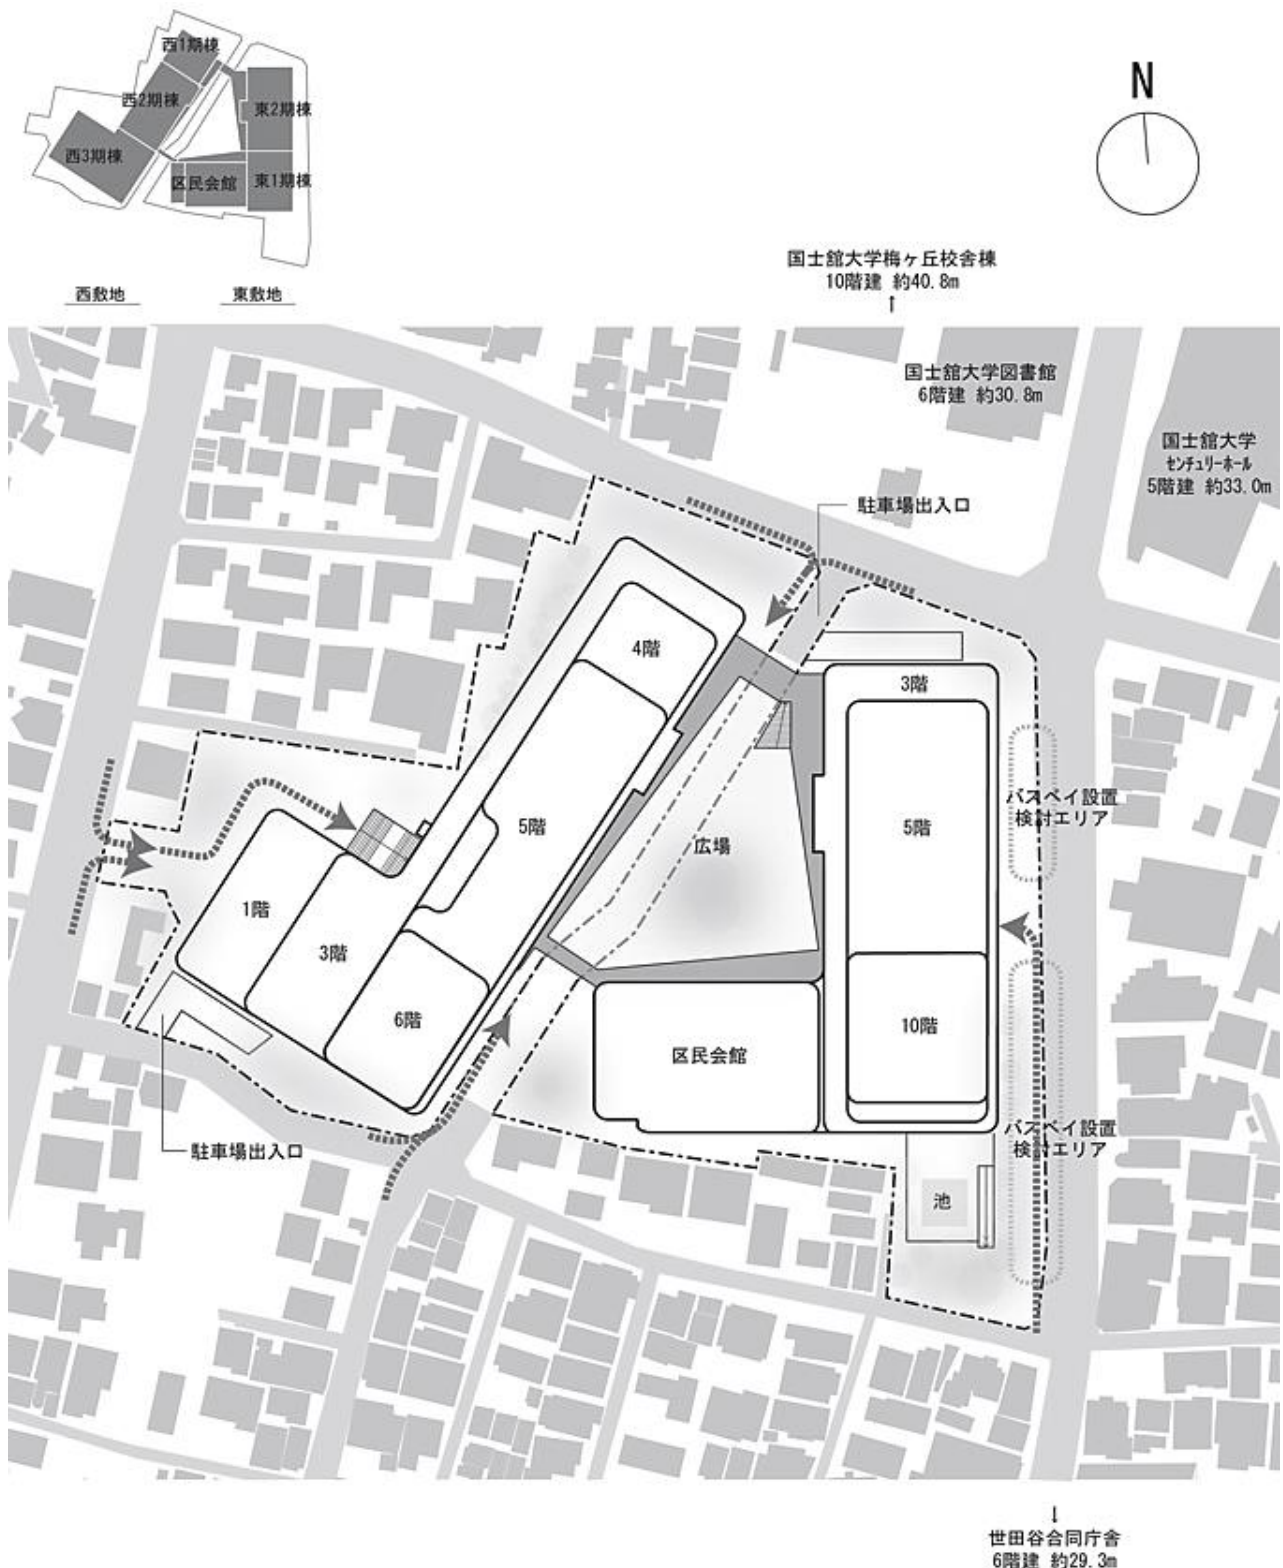 西1期棟
西2期棟
東2期棟
西3期棟
区民会館
東1期棟
西敷地
東敷地
N
国士舘大学梅ヶ丘校舎棟
10階建 約40.8m
↑
国士舘大学図書館
6階建 約30.8m
国士舘大学
センチュリーホール
5階建 約33.0m
駐車場出入口
4階
3階
5階
5階
バスベイ設置
検討エリア
広場
1階
3階
6階
10階
区民会館
バスベイ設置
検討エリア
駐車場出入口
池
↓
世田谷合同庁舎
6階建 約29.3m